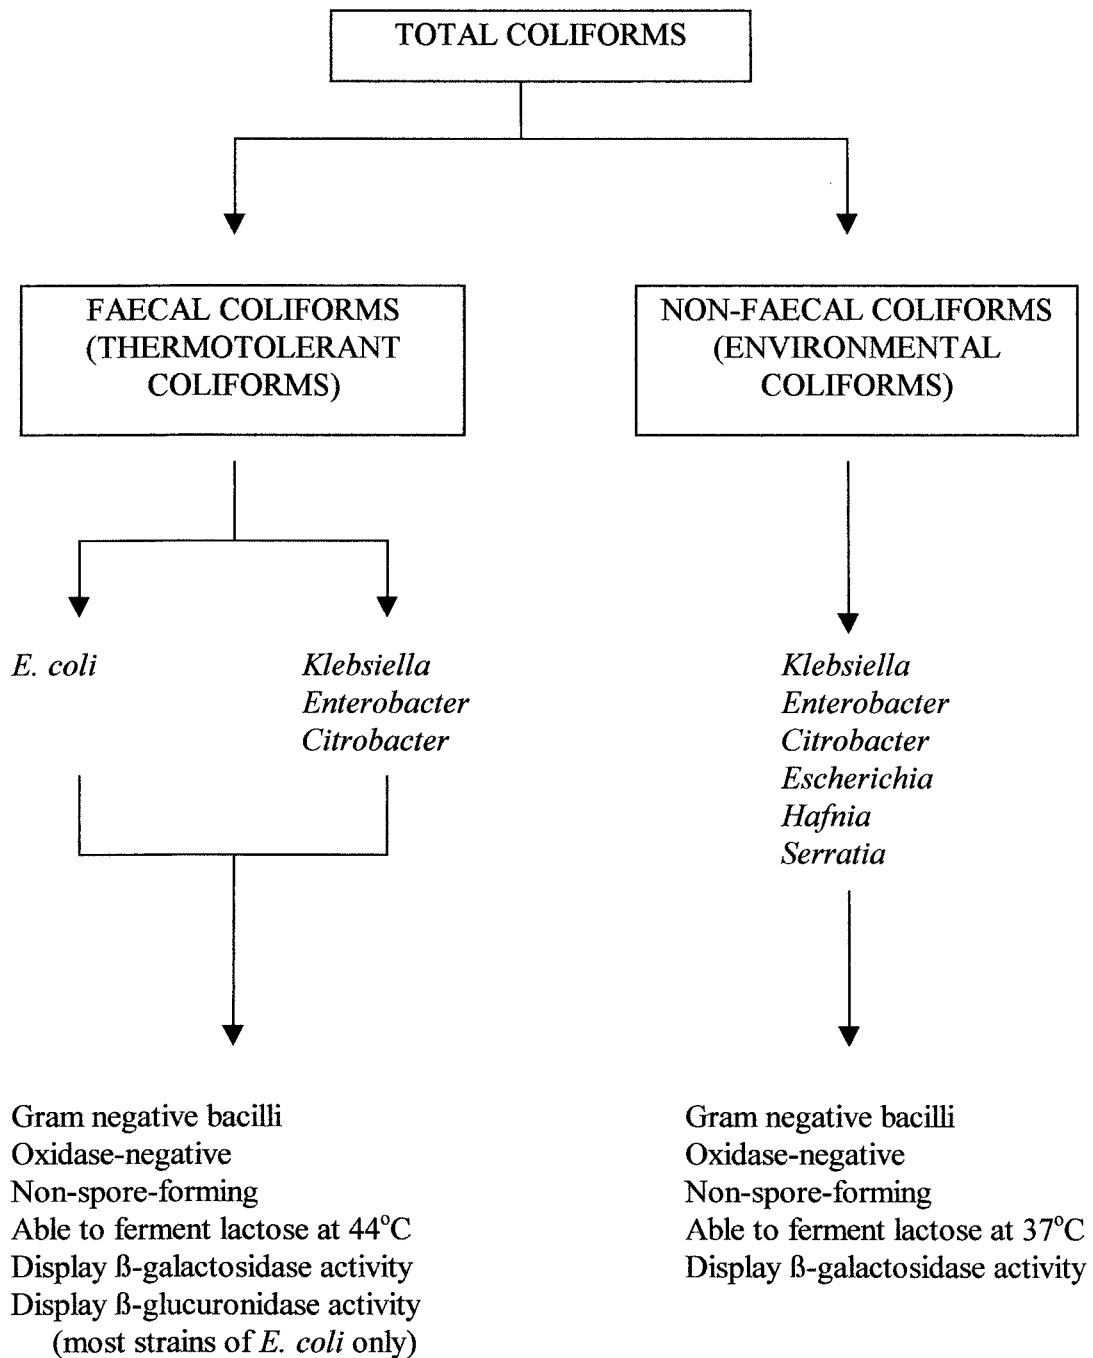 TOTAL COLIFORMS
FAECAL COLIFORMS
(THERMOTOLERANT
COLIFORMS)
NON-FAECAL COLIFORMS
(ENVIRONMENTAL
COLIFORMS)
E. coli
Klebsiella
Enterobacter
Citrobacter
Klebsiella
Enterobacter
Citrobacter
Escherichia
Hafnia
Serratia
Gram negative bacilli
Oxidase-negative
Non-spore-forming
Able to ferment lactose at 44°C
Display ß-galactosidase activity
Display ß-glucuronidase activity
(most strains of E. coli only)
Gram negative bacilli
Oxidase-negative
Non-spore-forming
Able to ferment lactose at 37°C
Display ß-galactosidase activity